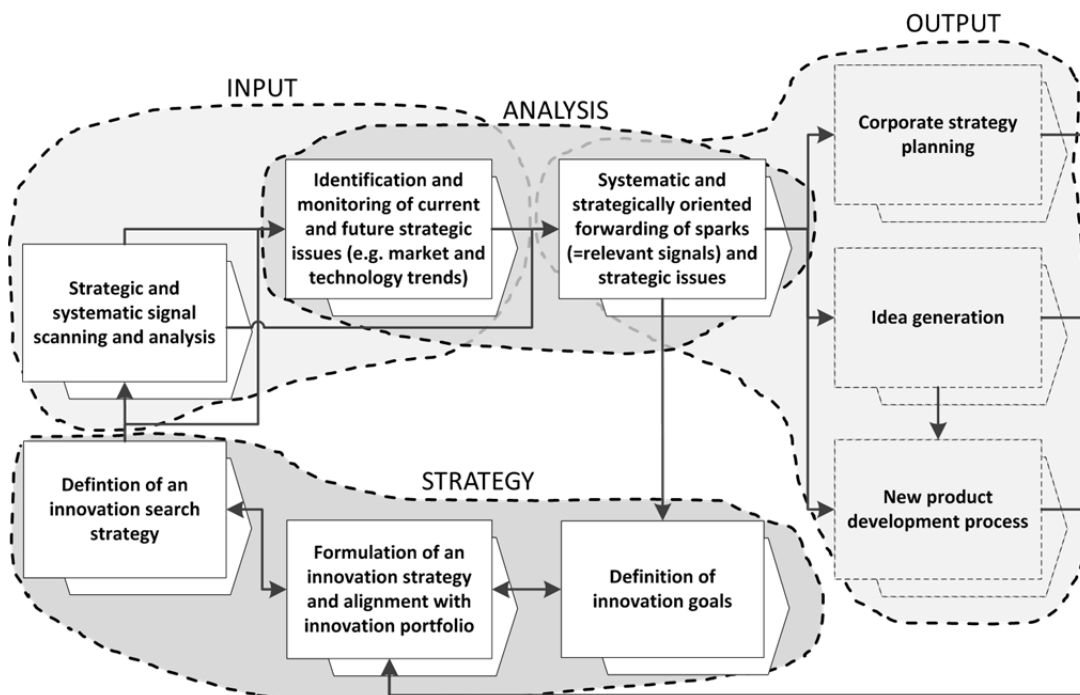 OUTPUT
INPUT
ANALYSIS
Corporate strategy
planning
Identification and
monitoring of current
and future strategic
issues (e.g. market and
technology trends)
Systematic and
strategically oriented
forwarding of sparks
(=relevant signals) and
strategic issues
Strategic and
systematic signal
scanning and analysis
Idea generation
STRATEGY
Defintion of an
innovation search
strategy
New product
development process
Formulation of an
innovation strategy
and alignment with
innovation portfolio
Definition of
innovation goals